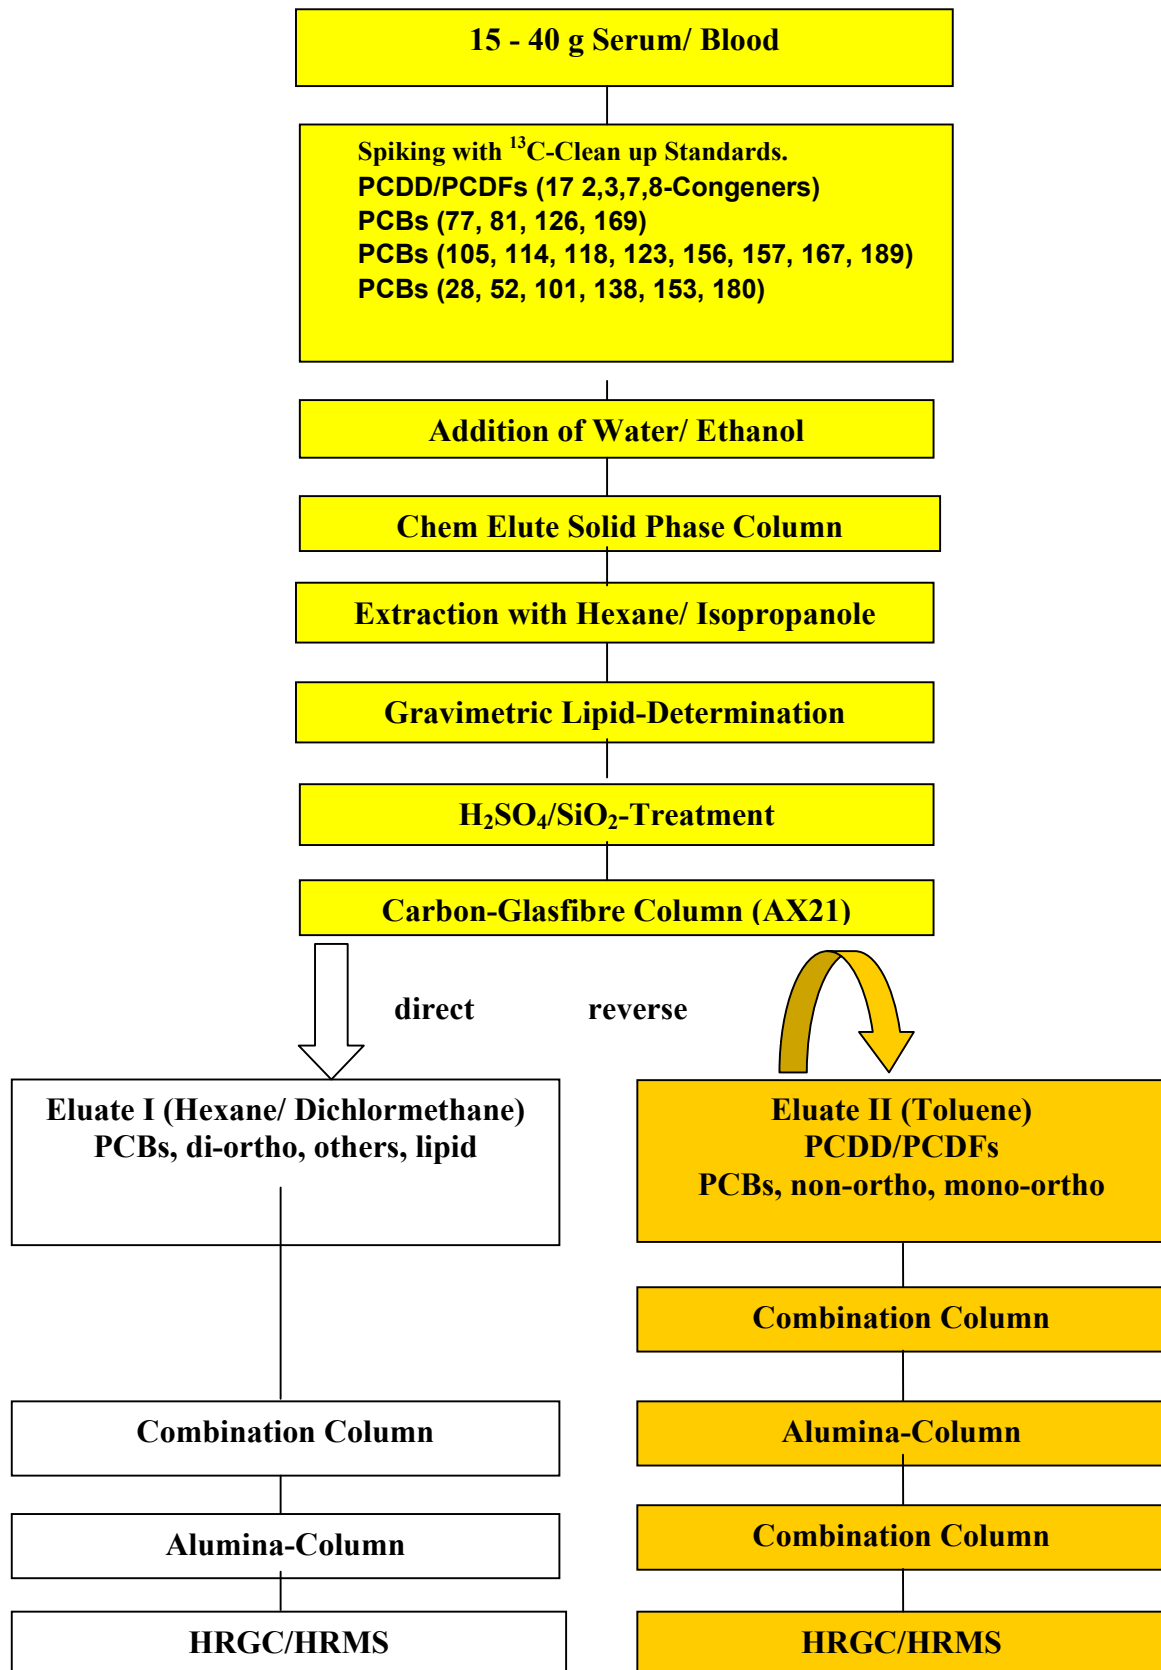 15 - 40 g Serum/ Blood
Spiking with ¹³C-Clean up Standards.
PCDD/PCDFs (17 2,3,7,8-Congeners)
PCBs (77, 81, 126, 169)
PCBs (105, 114, 118, 123, 156, 157, 167, 189)
PCBs (28, 52, 101, 138, 153, 180)
Addition of Water/ Ethanol
Chem Elute Solid Phase Column
Extraction with Hexane/ Isopropanole
Gravimetric Lipid-Determination
H₂SO₄/SiO₂-Treatment
Carbon-Glasfibre Column (AX21)
direct
reverse
Eluate I (Hexane/ Dichlormethane)
PCBs, di-ortho, others, lipid
Combination Column
Alumina-Column
HRGC/HRMS
Eluate II (Toluene)
PCDD/PCDFs
PCBs, non-ortho, mono-ortho
Combination Column
Alumina-Column
Combination Column
HRGC/HRMS